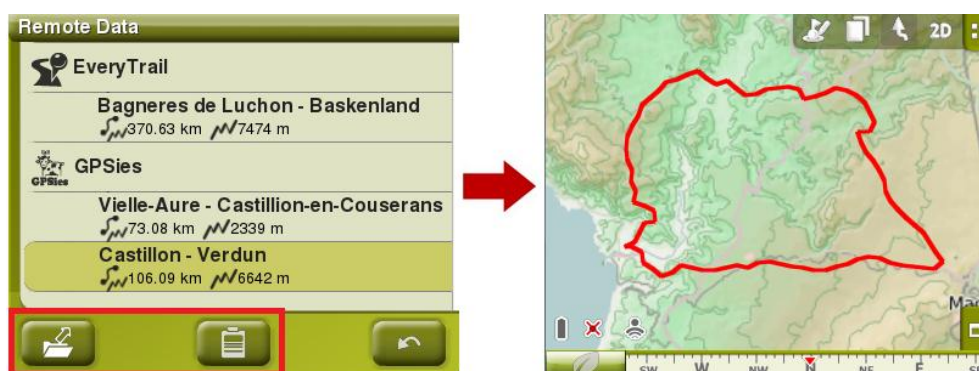 Remote Data
EveryTrail
Bagneres de Luchon - Baskenland
370.63 km 7474 m
GPSies
GPSies
Vielle-Aure - Castillion-en-Couserans
73.08 km 2339 m
Castillon - Verdun
106.09 km 6642 m
2D
SW W NW N NE E